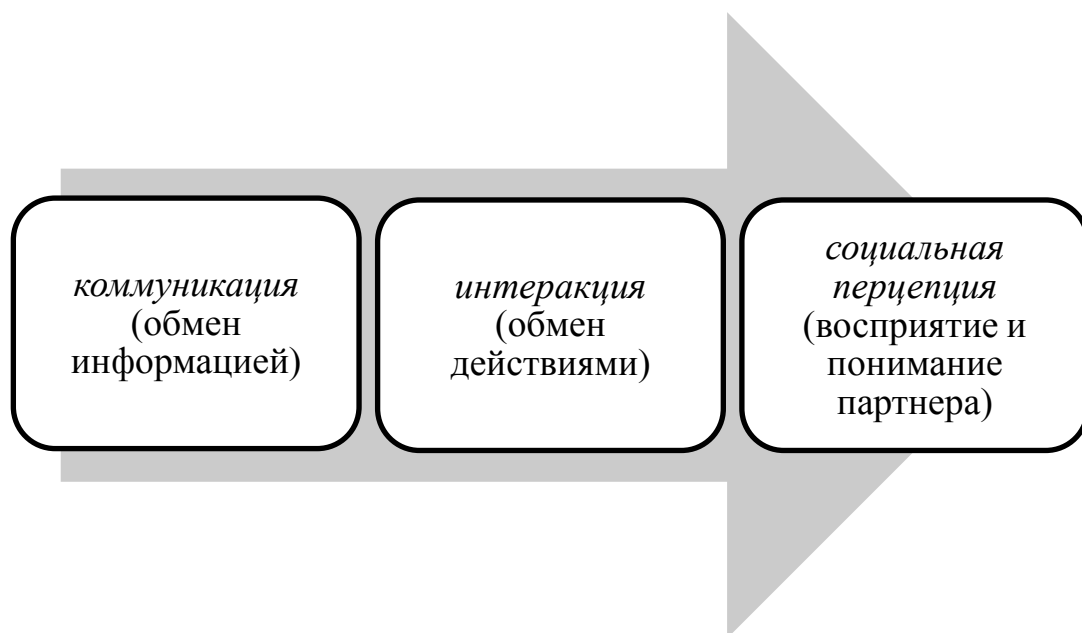 коммуникация
(обмен
информацией)
интеракция
(обмен
действиями)
социальная
перцепция
(восприятие и
понимание
партнера)